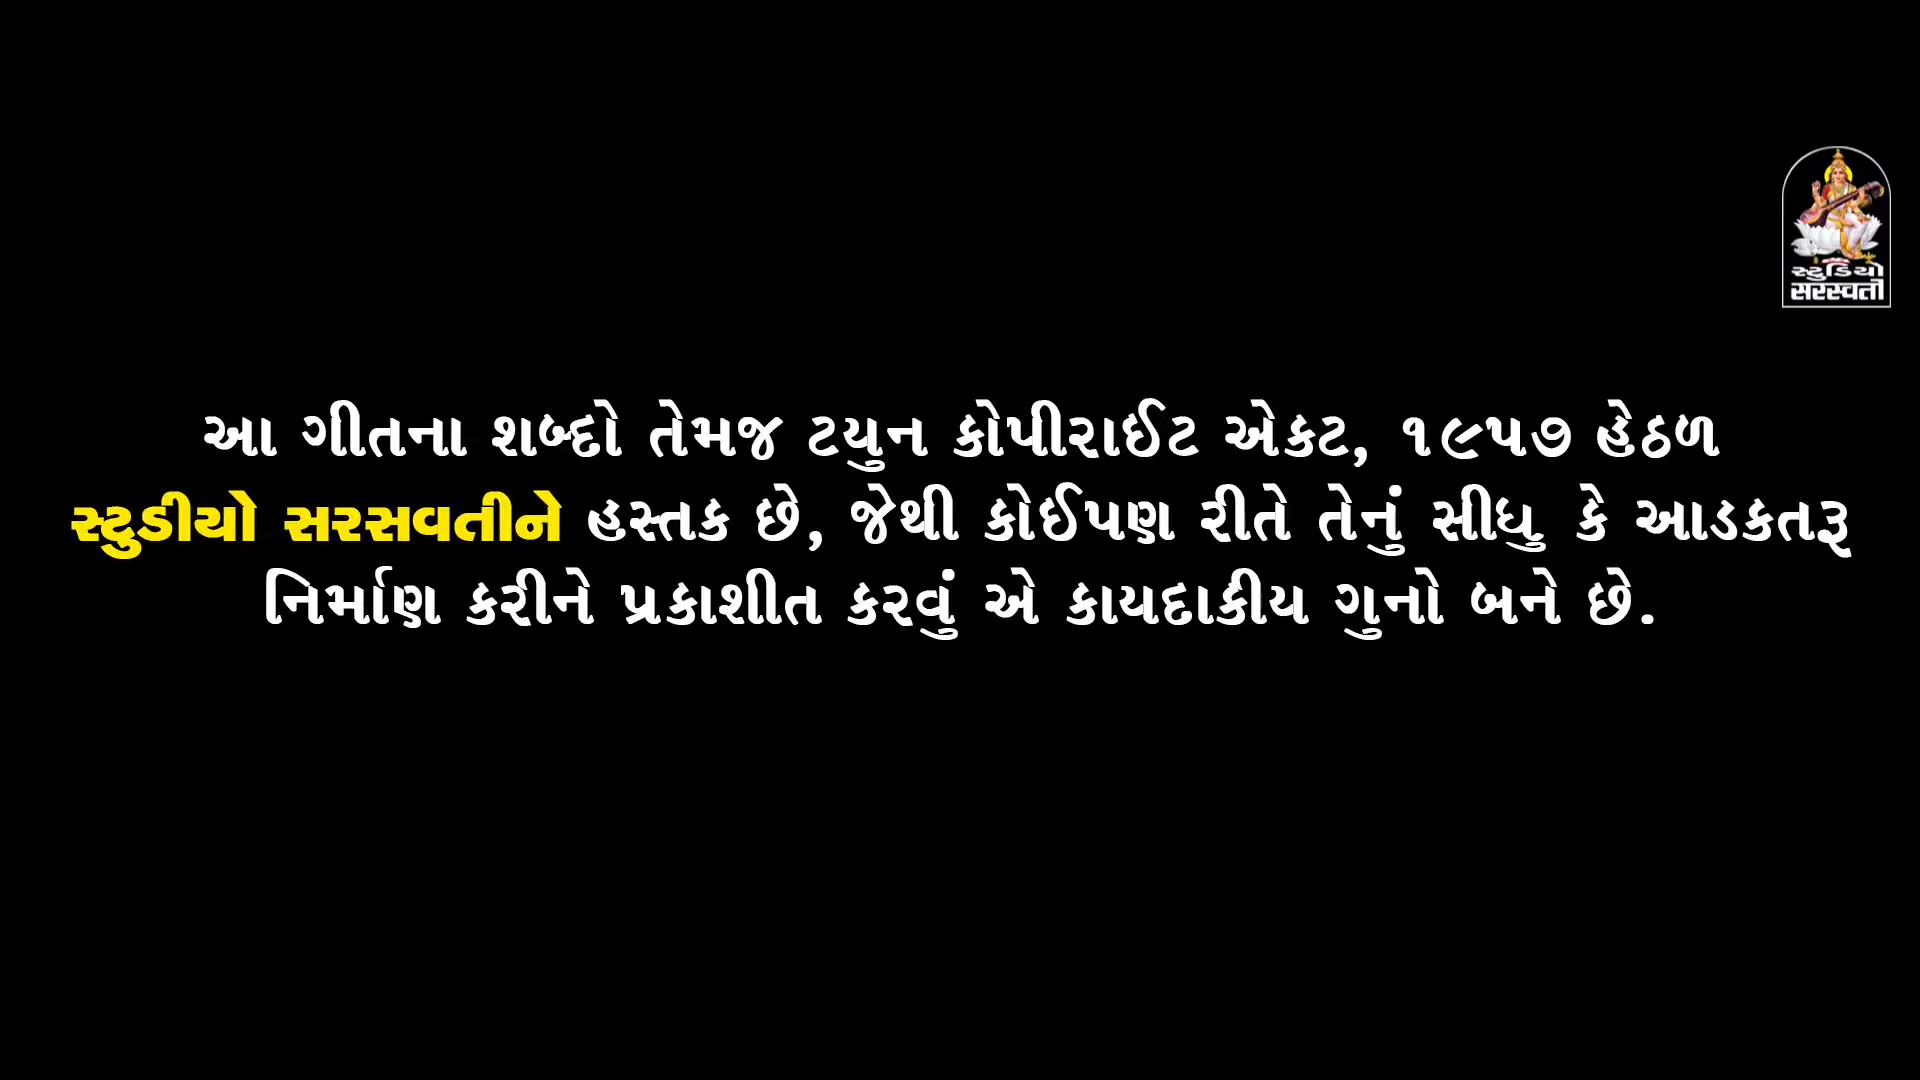 સ્ટુડિયો
સરસ્વતી
આ ગીતના શબ્દો તેમજ ટયુન કોપીરાઈટ એકટ, ૧૯૫૭ હેઠળ
સ્ટુડીયો સરસવતીને હસ્તક છે, જેથી કોઈપણ રીતે તેનું સીધુ કે આડકતરૂ
નિર્માણ કરીને પ્રકાશીત કરવું એ કાયદાકીય ગુનો બને છે.